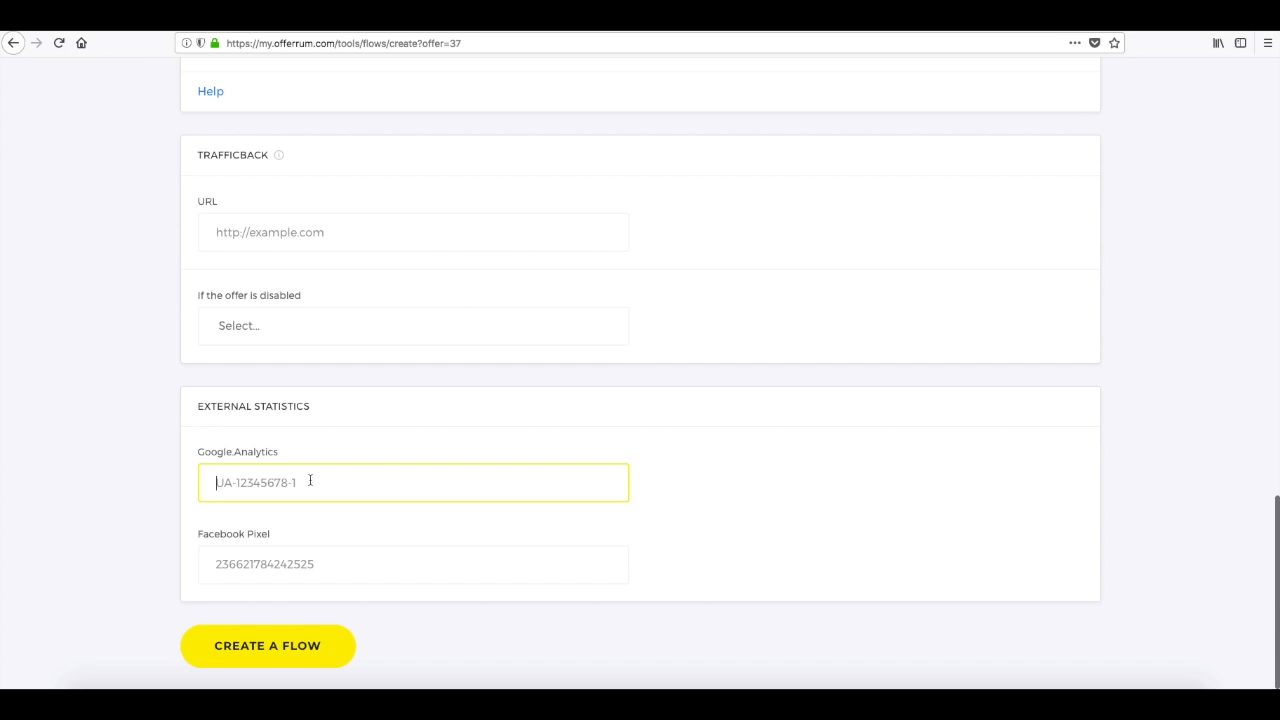 https://my.offerrum.com/tools/flows/create?offer=37
Help
TRAFFICBACK
URL
http://example.com
If the offer is disabled
Select...
EXTERNAL STATISTICS
Google.Analytics
UA-12345678-1
Facebook Pixel
236621784242525
CREATE A FLOW